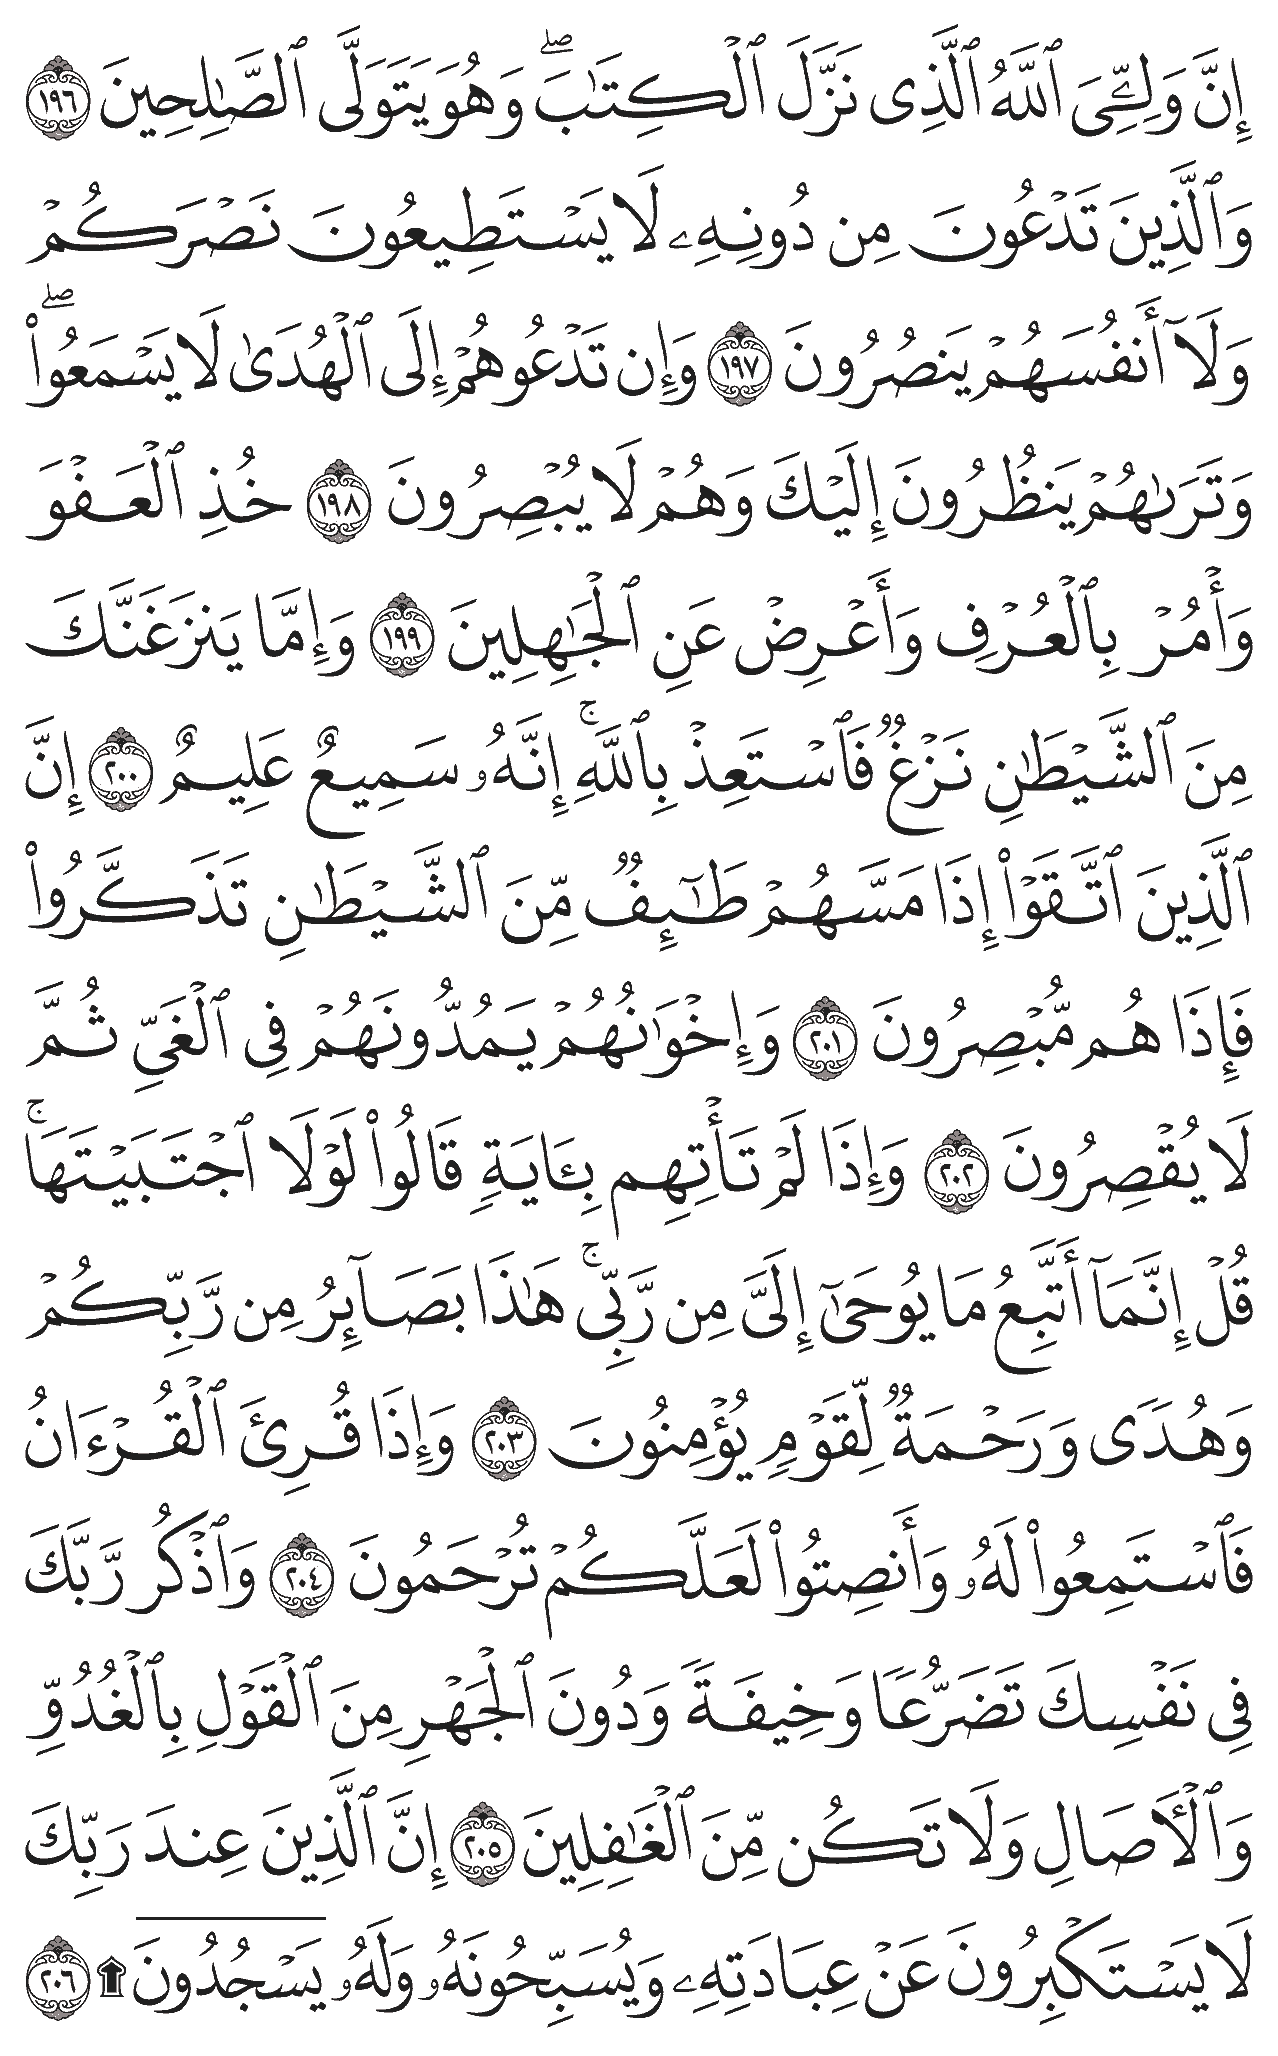 إِنَّ وَلِـِّۧيَ ٱللَّهُ ٱلَّذِى نَزَّلَ ٱلْكِتَٰبَ ۖ وَهُوَ يَتَوَلَّى ٱلصَّٰلِحِينَ ١٩٦
وَٱلَّذِينَ تَدْعُونَ مِن دُونِهِۦ لَا يَسْتَطِيعُونَ نَصْرَكُمْ
وَلَآ أَنفُسَهُمْ يَنصُرُونَ ١٩٧ وَإِن تَدْعُوهُمْ إِلَى ٱلْهُدَىٰ لَا يَسْمَعُوا۟ ۖ
وَتَرَىٰهُمْ يَنظُرُونَ إِلَيْكَ وَهُمْ لَا يُبْصِرُونَ ١٩٨ خُذِ ٱلْعَفْوَ
وَأْمُرْ بِٱلْعُرْفِ وَأَعْرِضْ عَنِ ٱلْجَٰهِلِينَ ١٩٩ وَإِمَّا يَنزَغَنَّكَ
مِنَ ٱلشَّيْطَٰنِ نَزْغٌ فَٱسْتَعِذْ بِٱللَّهِ ۚ إِنَّهُۥ سَمِيعٌ عَلِيمٌ ٢٠٠ إِنَّ
ٱلَّذِينَ ٱتَّقَوْا۟ إِذَا مَسَّهُمْ طَٰٓئِفٌ مِّنَ ٱلشَّيْطَٰنِ تَذَكَّرُوا۟
فَإِذَا هُم مُّبْصِرُونَ ٢٠١ وَإِخْوَٰنُهُمْ يَمُدُّونَهُمْ فِى ٱلْغَىِّ ثُمَّ
لَا يُقْصِرُونَ ٢٠٢ وَإِذَا لَمْ تَأْتِهِم بِـَٔايَةٍ قَالُوا۟ لَوْلَا ٱجْتَبَيْتَهَا ۚ
قُلْ إِنَّمَآ أَتَّبِعُ مَا يُوحَىٰٓ إِلَىَّ مِن رَّبِّى ۚ هَٰذَا بَصَآئِرُ مِن رَّبِّكُمْ
وَهُدًى وَرَحْمَةٌ لِّقَوْمٍ يُؤْمِنُونَ ٢٠٣ وَإِذَا قُرِئَ ٱلْقُرْءَانُ
فَٱسْتَمِعُوا۟ لَهُۥ وَأَنصِتُوا۟ لَعَلَّكُمْ تُرْحَمُونَ ٢٠٤ وَٱذْكُر رَّبَّكَ
فِى نَفْسِكَ تَضَرُّعًا وَخِيفَةً وَدُونَ ٱلْجَهْرِ مِنَ ٱلْقَوْلِ بِٱلْغُدُوِّ
وَٱلْـَٔاصَالِ وَلَا تَكُن مِّنَ ٱلْغَٰفِلِينَ ٢٠٥ إِنَّ ٱلَّذِينَ عِندَ رَبِّكَ
لَا يَسْتَكْبِرُونَ عَنْ عِبَادَتِهِۦ وَيُسَبِّحُونَهُۥ وَلَهُۥ يَسْجُدُونَ ۩ ٢٠٦